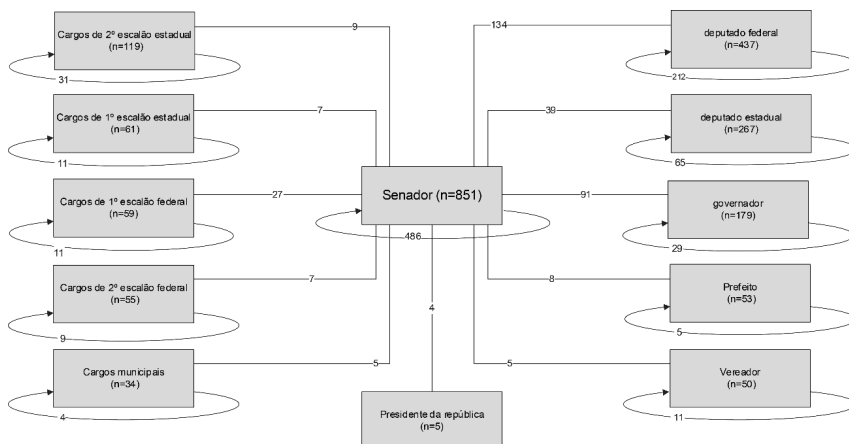 Cargos de 2º escalão estadual
(n=119)
31
9
Cargos de 1º escalão estadual
(n=61)
11
7
Cargos de 1º escalão federal
(n=59)
11
27
Cargos de 2º escalão federal
(n=55)
9
7
Cargos municipais
(n=34)
4
5
Senador (n=851)
486
4
Presidente da república
(n=5)
134
deputado federal
(n=437)
212
39
deputado estadual
(n=267)
65
91
governador
(n=179)
29
8
Prefeito
(n=53)
5
5
Vereador
(n=50)
11